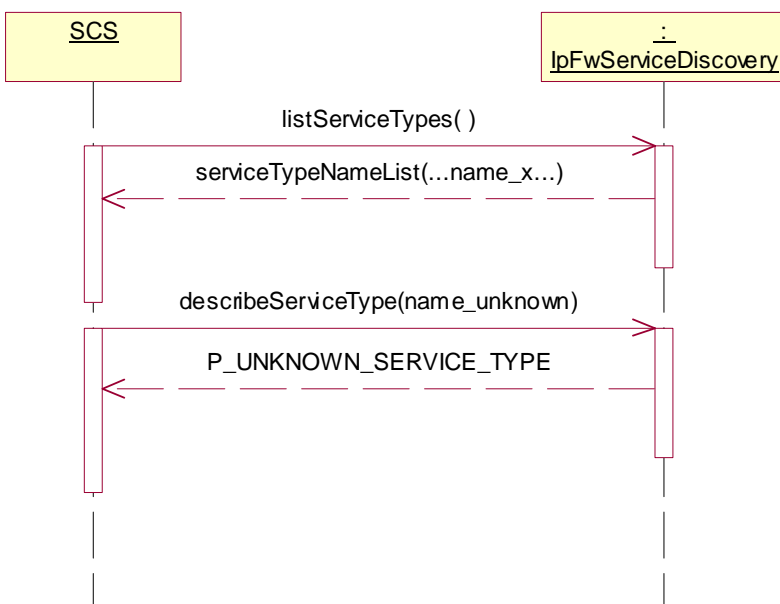 SCS
:
IpFwServiceDiscovery
listServiceTypes( )
serviceTypeNameList(...name_x...)
describeServiceType(name_unknown)
P_UNKNOWN_SERVICE_TYPE